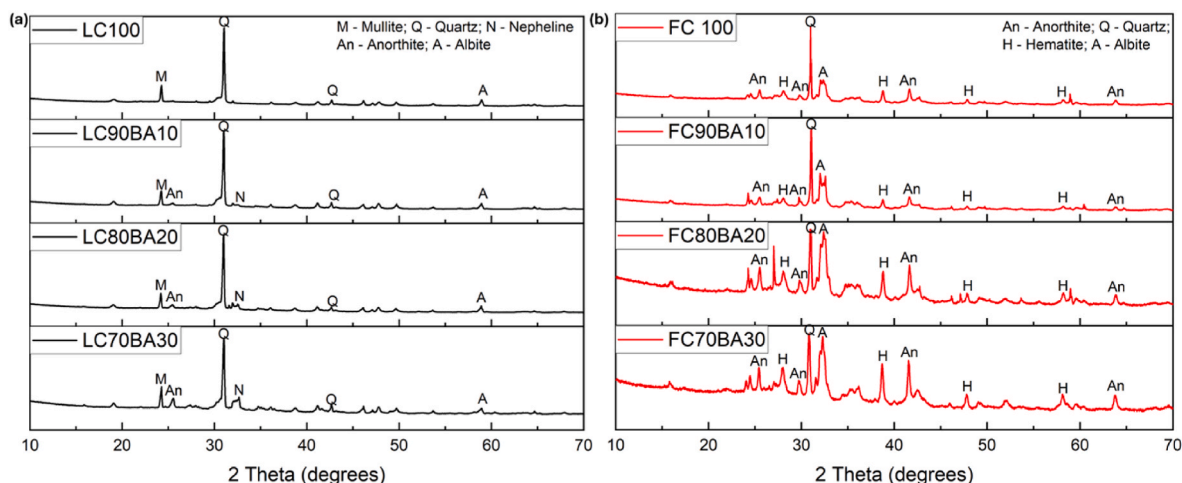 (a)
LC100
Q
M - Mullite; Q - Quartz; N - Nepheline
An - Anorthite; A - Albite
M
Q
A
LC90BA10
Q
M
An
N
Q
A
LC80BA20
Q
M
An
N
Q
A
LC70BA30
Q
M
An
N
Q
A
10 20 30 40 50 60 70
2 Theta (degrees)
(b)
FC 100
Q
An - Anorthite; Q - Quartz;
H - Hematite; A - Albite
An
H
An
A
H
An
H
H
An
FC90BA10
Q
An
H
An
A
H
An
H
H
An
FC80BA20
Q
A
An
H
An
H
An
H
H
An
FC70BA30
Q
A
An
H
An
H
An
H
H
An
10 20 30 40 50 60 70
2 Theta (degrees)